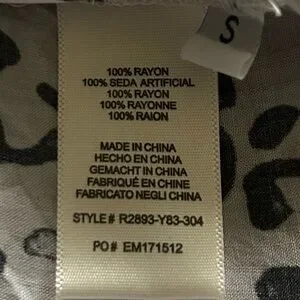 S
100% RAYON
100% SEDA ARTIFICIAL
100% RAYON
100% RAYONNE
100% RAION
MADE IN CHINA
HECHO EN CHINA
GEMACHT IN CHINA
FABRIQUÉ EN CHINE
FABRICATO NEGLI CHINA
STYLE# R2893-Y83-304
PO# EM171512